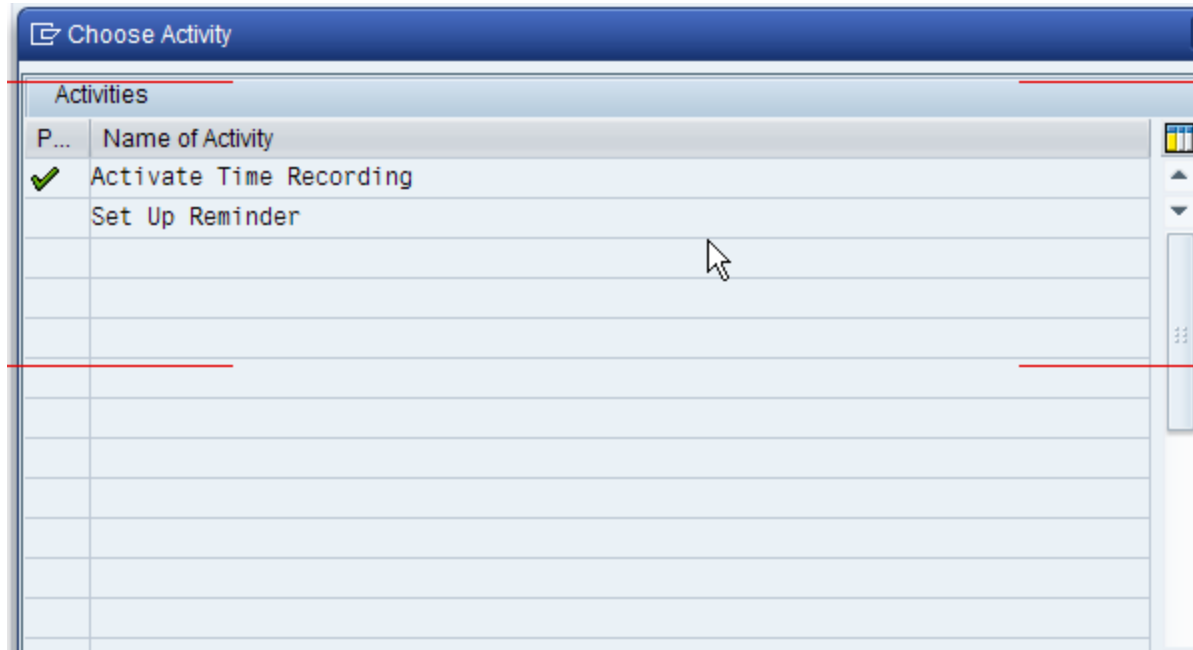 Choose Activity
Activities
P... Name of Activity
Activate Time Recording
Set Up Reminder